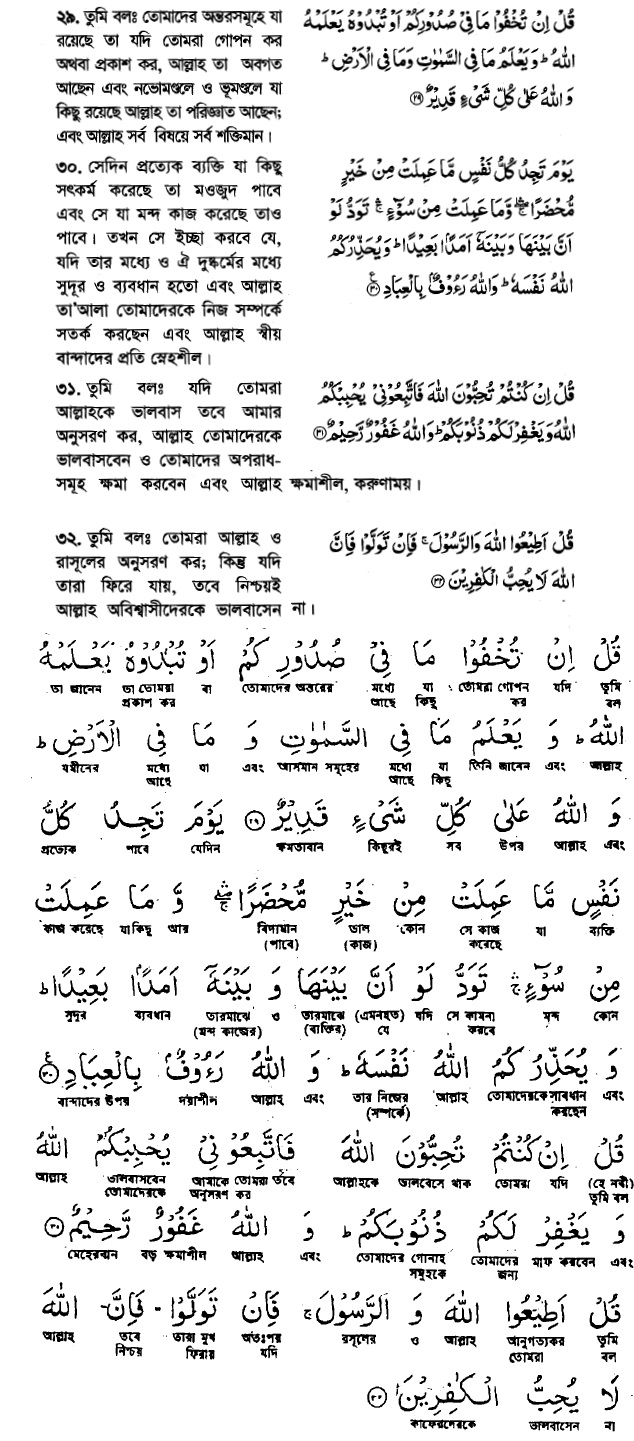 ২৯. তুমি বলঃ তোমাদের অন্তরসমূহে যা
রয়েছে তা যদি তোমরা গোপন কর
অথবা প্রকাশ কর, আল্লাহ তা অবগত
আছেন এবং নভোমণ্ডলে ও ভূমণ্ডলে যা
কিছু রয়েছে আল্লাহ তা পরিজ্ঞাত আছেন;
এবং আল্লাহ সর্ব বিষয়ে সর্ব শক্তিমান।
قُلْ اِنْ تُخْفُوْا مَا فِیْ صُدُوْرِكُمْ اَوْ تُبْدُوْهُ یَعْلَمْهُ
اللّٰهُ ؕ وَیَعْلَمُ مَا فِی السَّمٰوٰتِ وَمَا فِی الْاَرْضِ ؕ
وَاللّٰهُ عَلٰی كُلِّ شَیْءٍ قَدِیْرٌ ۝۲۹
৩০. সেদিন প্রত্যেক ব্যক্তি যা কিছু
সৎকর্ম করেছে তা মওজুদ পাবে
এবং সে যা মন্দ কাজ করেছে তাও
পাবে। তখন সে ইচ্ছা করবে যে,
যদি তার মধ্যে ও ঐ দুষ্কর্মের মধ্যে
সুদূর ও ব্যবধান হতো এবং আল্লাহ
তা'আলা তোমাদেরকে নিজ সম্পর্কে
সতর্ক করছেন এবং আল্লাহ স্বীয়
বান্দাদের প্রতি স্নেহশীল।
یَوْمَ تَجِدُ كُلُّ نَفْسٍ مَّا عَمِلَتْ مِنْ خَیْرٍ
مُّحْضَرًا ۛۖۚ وَّمَا عَمِلَتْ مِنْ سُوْٓءٍ ۛۚ تَوَدُّ لَوْ
اَنَّ بَیْنَهَا وَبَیْنَهٗۤ اَمَدًۢا بَعِیْدًا ؕ وَیُحَذِّرُكُمُ
اللّٰهُ نَفْسَهٗ ؕ وَاللّٰهُ رَءُوْفٌۢ بِالْعِبَادِ ۝۳۰
৩১. তুমি বলঃ যদি তোমরা
আল্লাহকে ভালবাস তবে আমার
অনুসরণ কর, আল্লাহ তোমাদেরকে
ভালবাসবেন ও তোমাদের অপরাধ-
সমূহ ক্ষমা করবেন এবং আল্লাহ ক্ষমাশীল, করুণাময়।
قُلْ اِنْ كُنْتُمْ تُحِبُّوْنَ اللّٰهَ فَاتَّبِعُوْنِیْ یُحْبِبْكُمُ
اللّٰهُ وَیَغْفِرْ لَكُمْ ذُنُوْبَكُمْ ؕ وَاللّٰهُ غَفُوْرٌ رَّحِیْمٌ ۝۳۱
৩২. তুমি বলঃ তোমরা আল্লাহ ও
রাসূলের অনুসরণ কর; কিন্তু যদি
তারা ফিরে যায়, তবে নিশ্চয়ই
আল্লাহ অবিশ্বাসীদেরকে ভালবাসেন না।
قُلْ اَطِیْعُوا اللّٰهَ وَالرَّسُوْلَ ۚ فَاِنْ تَوَلَّوْا فَاِنَّ
اللّٰهَ لَا یُحِبُّ الْكٰفِرِیْنَ ۝۳۲
قُلْ اِنْ تُخْفُوْا مَا فِیْ صُدُوْرِ كُمْ اَوْ تُبْدُوْهُ یَعْلَمْهُ
তা জানেন তা তোমরা বা তোমাদের অন্তরের মধ্যে যা তোমরা গোপন যদি তুমি
প্রকাশ কর আছে কিছু কর বল
اللّٰهُ ؕ وَ یَعْلَمُ مَا فِی السَّمٰوٰتِ وَ مَا فِی الْاَرْضِ ؕ
যমীনের মধ্যে যা এবং আসমান সমূহের মধ্যে যা তিনি জানেন এবং আল্লাহ
আছে আছে কিছু
وَ اللّٰهُ عَلٰی كُلِّ شَیْءٍ قَدِیْرٌ ۝۲۹ یَوْمَ تَجِدُ كُلُّ
প্রত্যেক পাবে যেদিন ক্ষমতাবান কিছুরই সব উপর আল্লাহ এবং
نَفْسٍ مَّا عَمِلَتْ مِنْ خَیْرٍ مُّحْضَرًا ۛۖۚ وَّ مَا عَمِلَتْ
কাজ করেছে যাকিছু আর বিদ্যমান ভাল কোন সে কাজ যা ব্যক্তি
(পাবে) (কাজ) করেছে
مِنْ سُوْٓءٍ ۛۚ تَوَدُّ لَوْ اَنَّ بَیْنَهَا وَ بَیْنَهٗۤ اَمَدًۢا بَعِیْدًا ؕ
সুদূর ব্যবধান তারমাঝে ও তারমাঝে (এমনহত) যদি সে কামনা মন্দ কোন
(মন্দ কাজের) (ব্যক্তির) যে করবে
وَ یُحَذِّرُ كُمُ اللّٰهُ نَفْسَهٗ ؕ وَ اللّٰهُ رَءُوْفٌۢ بِالْعِبَادِ ۝۳۰
বান্দাদের উপর দয়াশীল আল্লাহ এবং তার নিজের আল্লাহ তোমাদেরকে সাবধান এবং
(সম্পর্কে) করছেন
قُلْ اِنْ كُنْتُمْ تُحِبُّوْنَ اللّٰهَ فَاتَّبِعُوْ نِیْ یُحْبِبْكُمُ اللّٰهُ
আল্লাহ ভালবাসবেন আমাকে তোমরা তবে আল্লাহকে ভালবেসে থাক তোমরা যদি (হে নবী)
তোমাদেরকে অনুসরণ কর তুমি বল
وَ یَغْفِرْ لَكُمْ ذُنُوْبَكُمْ ؕ وَ اللّٰهُ غَفُوْرٌ رَّحِیْمٌ ۝۳۱
মেহেরবান বড় ক্ষমাশীল আল্লাহ এবং তোমাদের গোনাহ তোমাদের মাফ করবেন এবং
সমূহকে জন্য
قُلْ اَطِیْعُوا اللّٰهَ وَ الرَّسُوْلَ ۚ فَاِنْ تَوَلَّوْا فَاِنَّ اللّٰهَ
আল্লাহ তবে তারা মুখ অতঃপর রসূলের ও আল্লাহ আনুগত্যকর তুমি
নিশ্চয় ফিরায় যদি তোমরা বল
لَا یُحِبُّ الْكٰفِرِیْنَ ۝۳۲
কাফেরদেরকে ভালবাসেন না